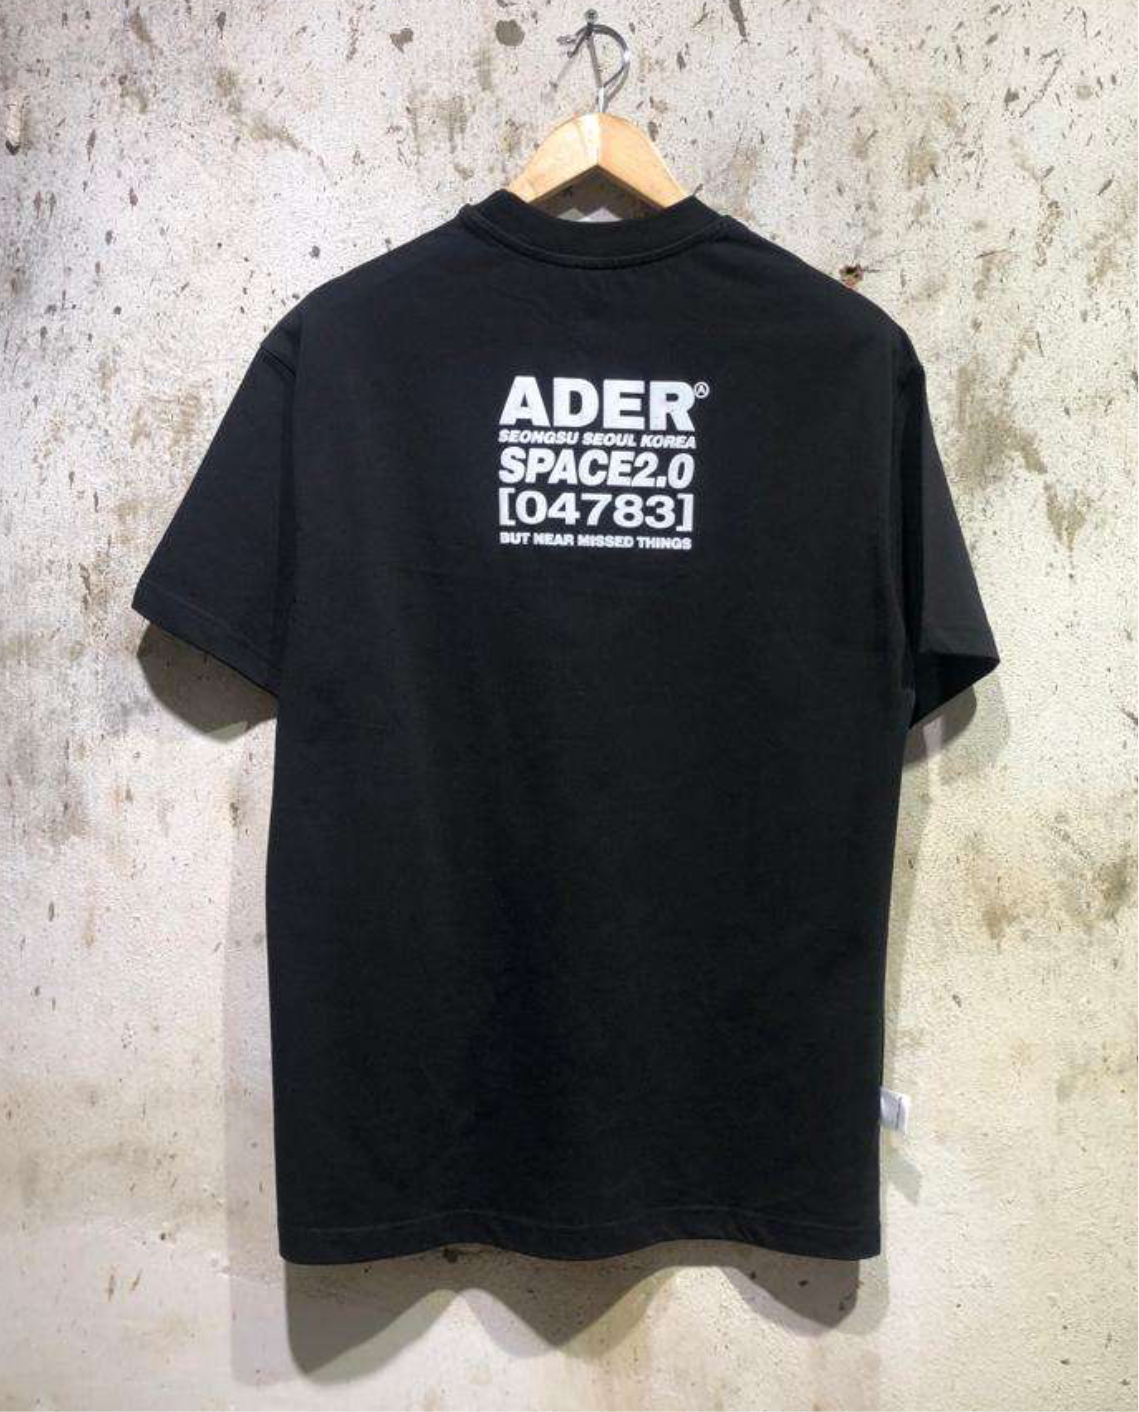 ADER Ⓐ
SEONGSU SEOUL KOREA
SPACE2.0
[04783]
BUT NEAR MISSED THINGS